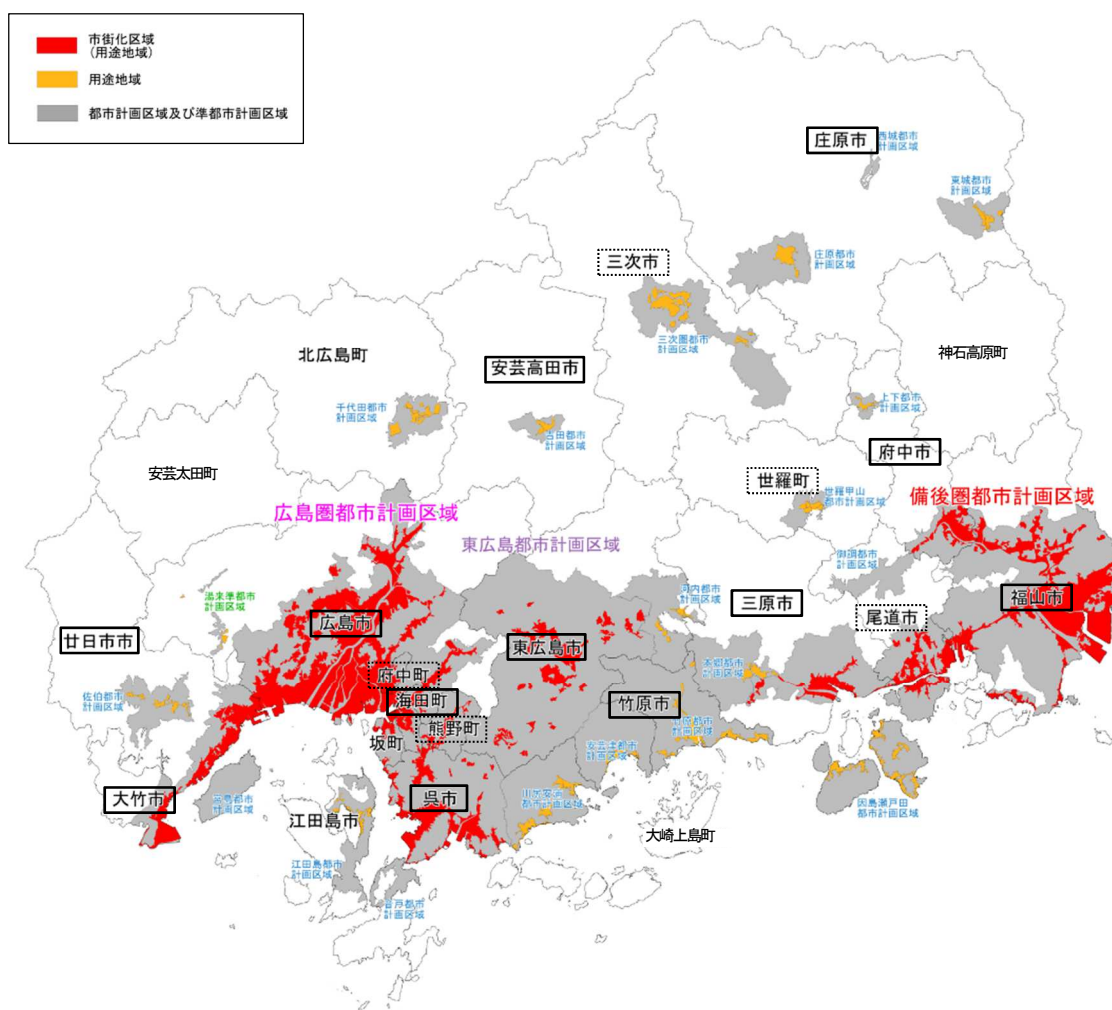 市街化区域
(用途地域)
用途地域
都市計画区域及び準都市計画区域
庄原市
西城都市
計画区域
東城都市
計画区域
庄原都市
計画区域
三次市
三次圏都市
計画区域
神石高原町
北広島町
安芸高田市
千代田都市
計画区域
吉田都市
計画区域
上下都市
計画区域
府中市
安芸太田町
世羅町
世羅甲山
都市計画区域
備後圏都市計画区域
広島圏都市計画区域
東広島都市計画区域
御調都市
計画区域
湯来準都市
計画区域
河内都市
計画区域
三原市
尾道市
福山市
広島市
廿日市市
東広島市
府中町
本郷都市
計画区域
佐伯都市
計画区域
海田町
竹原市
熊野町
坂町
竹原都市
計画区域
安芸津都市
計画区域
大竹市
宮島都市
計画区域
呉市
川尻安浦
都市計画区域
因島瀬戸田
都市計画区域
江田島市
大崎上島町
江田島都市
計画区域
音戸都市
計画区域